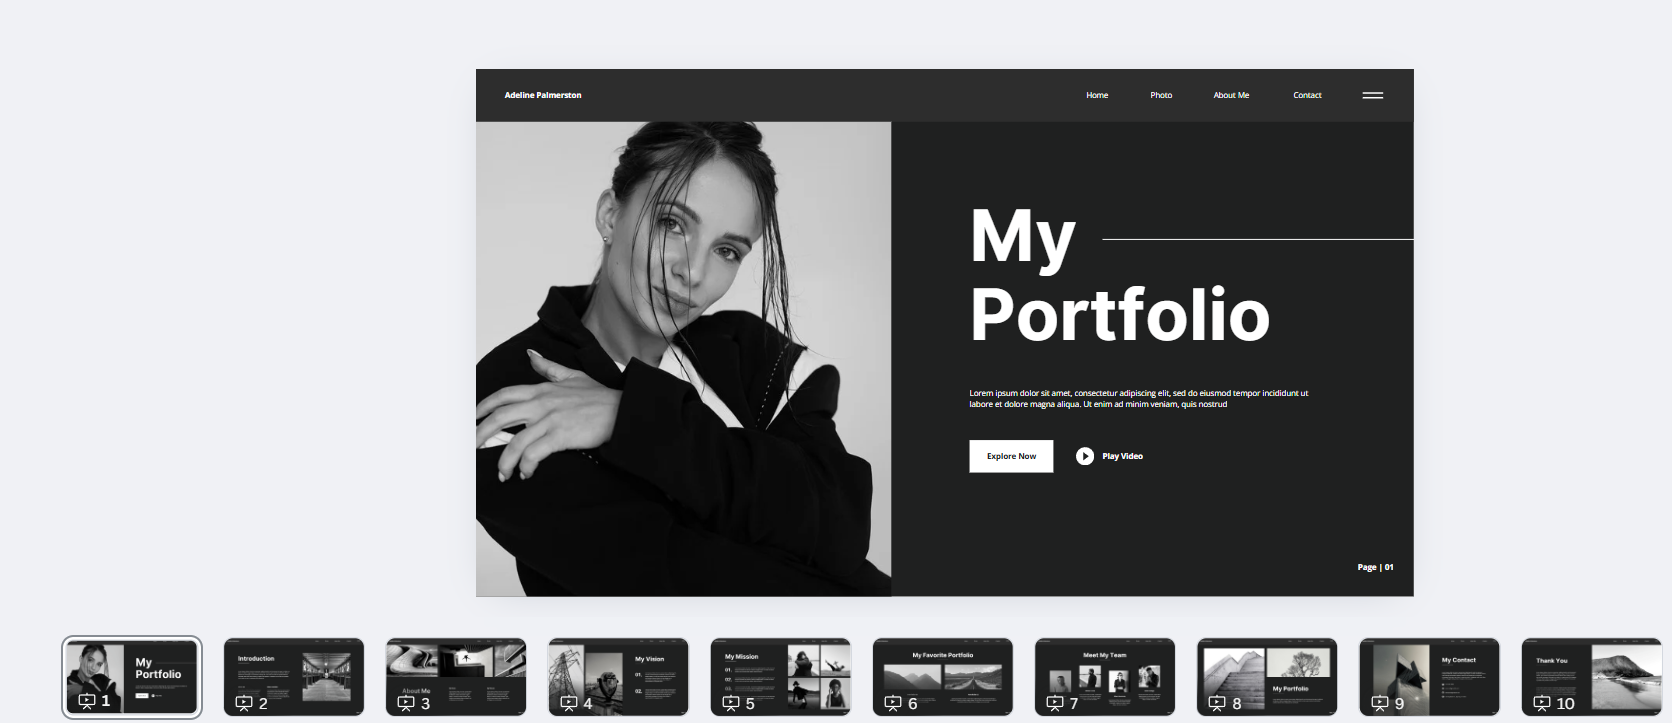 Adeline Palmerston
Home Photo About Me Contact
My
Portfolio
Lorem ipsum dolor sit amet, consectetur adipiscing elit, sed do eiusmod tempor incididunt ut
labore et dolore magna aliqua. Ut enim ad minim veniam, quis nostrud
Explore Now Play Video
Page | 01
My
Portfolio
1
Introduction
2
About Me
3
My Vision
01.
02.
4
My Mission
01.
02.
03.
5
My Favorite Portfolio
6
Meet My Team
7
My Portfolio
8
My Contact
9
Thank You
10